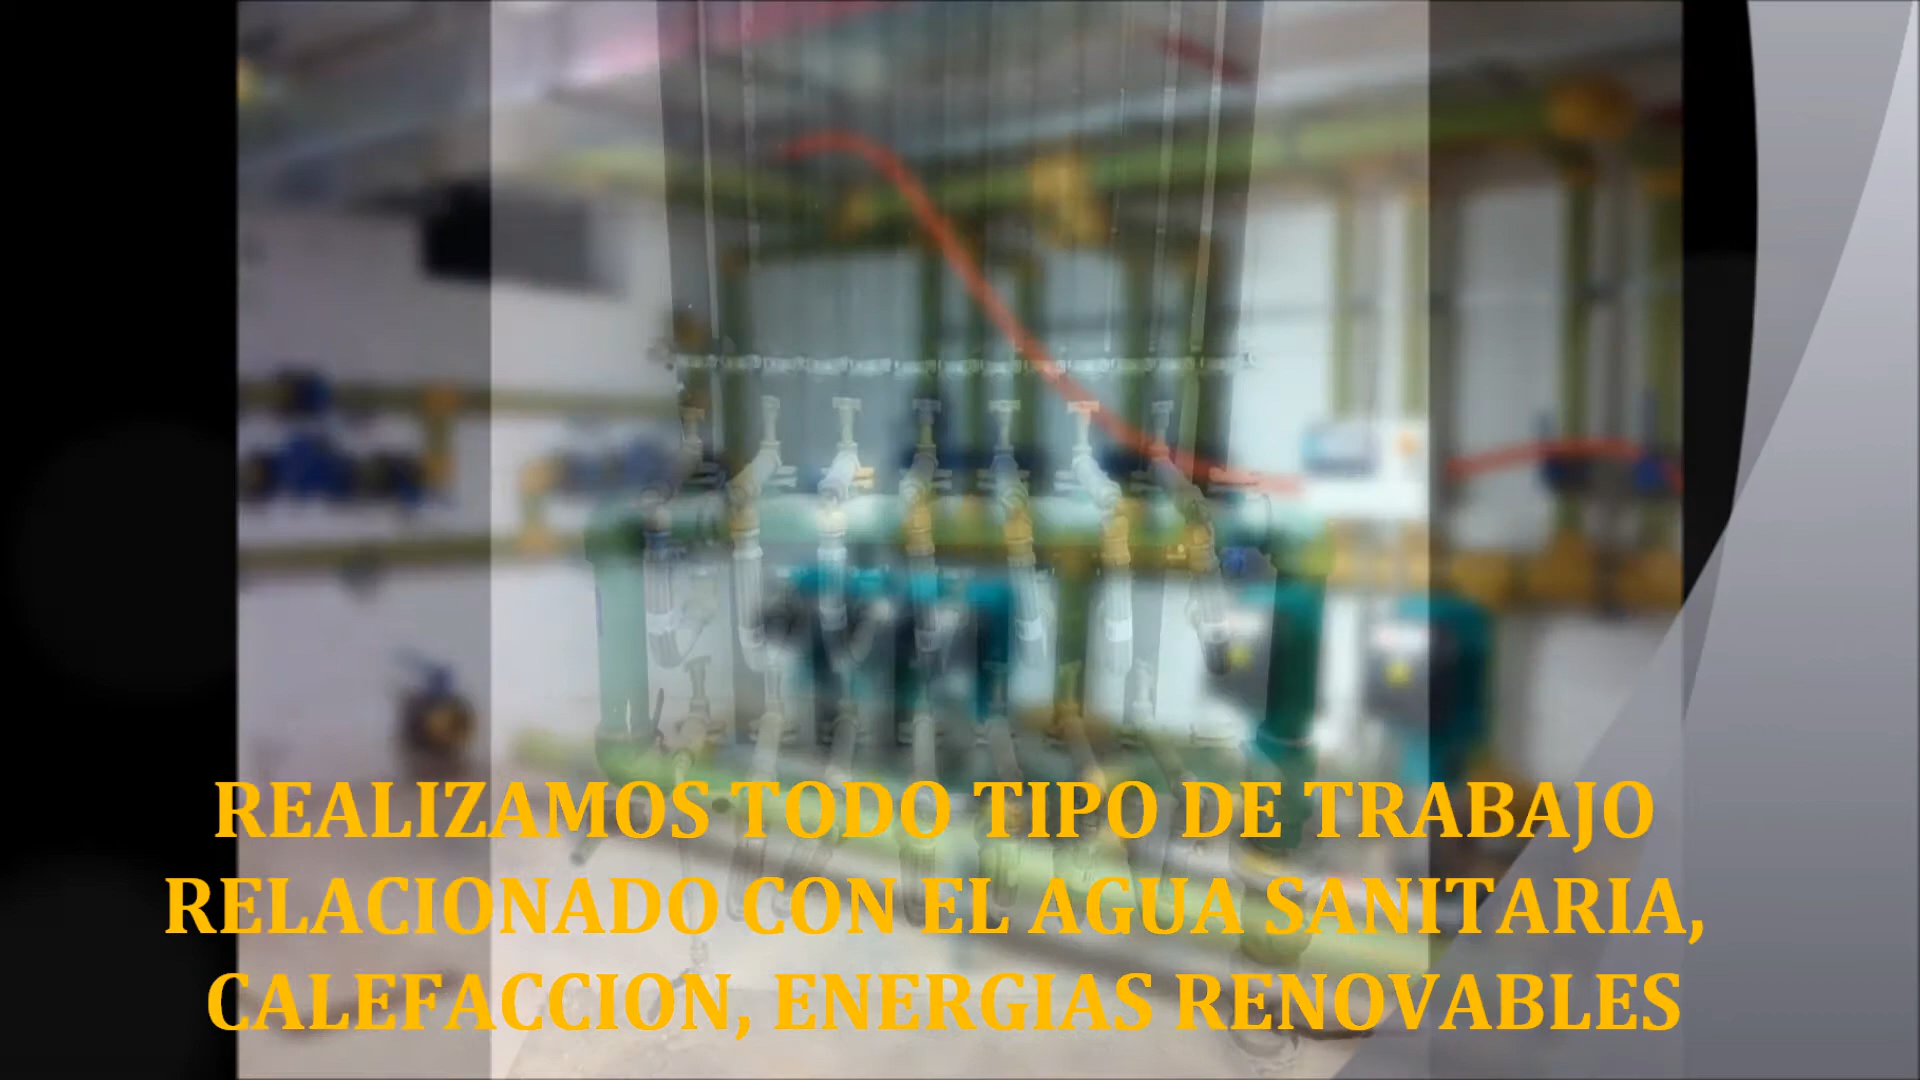 REALIZAMOS TODO TIPO DE TRABAJO
RELACIONADO CON EL AGUA SANITARIA,
CALEFACCION, ENERGIAS RENOVABLES